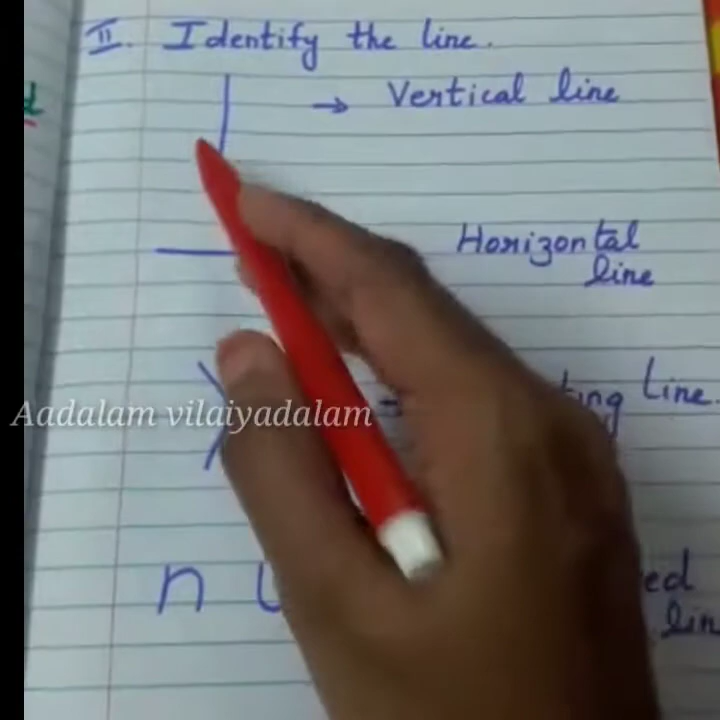 II. Identify the line.
→ Vertical line
Horizontal
line
Line.
Aadalam vilaiyadalam
n